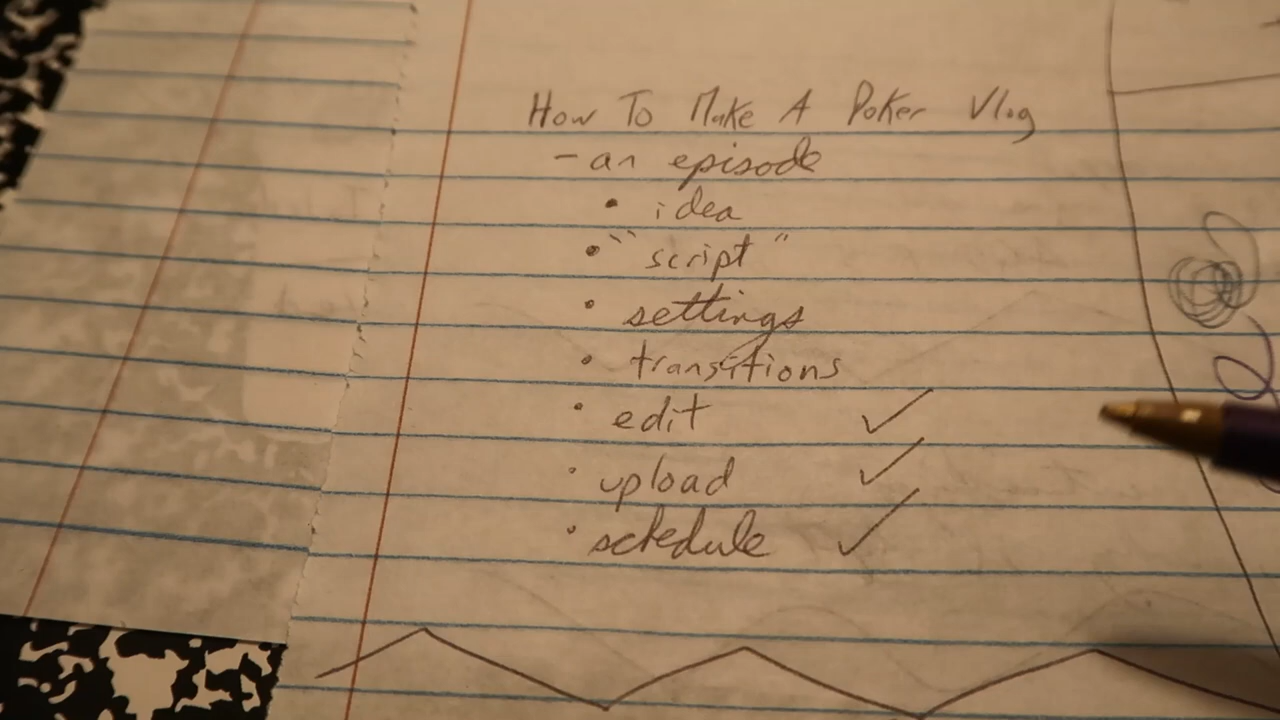 How To Make A Poker Vlog
- an episode
• idea
• "script"
• settings
• transitions
• edit ✓
• upload ✓
• schedule ✓